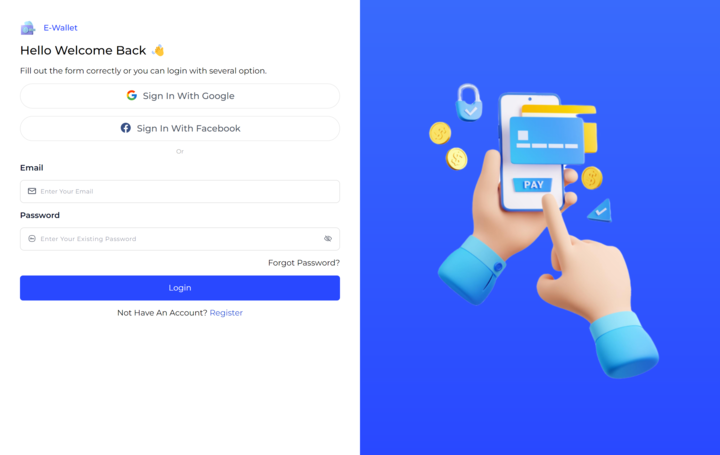 E-Wallet
Hello Welcome Back 👋
Fill out the form correctly or you can login with several option.
Sign In With Google
Sign In With Facebook
Or
Email
Enter Your Email
Password
Enter Your Existing Password
Forgot Password?
Login
Not Have An Account? Register
PAY